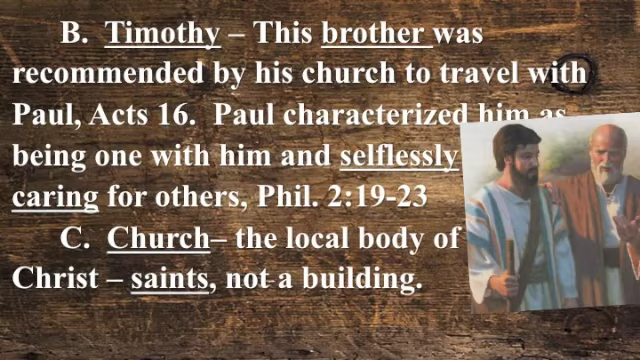 B. Timothy – This brother was
recommended by his church to travel with
Paul, Acts 16. Paul characterized him as
being one with him and selflessly
caring for others, Phil. 2:19-23
C. Church– the local body of
Christ – saints, not a building.